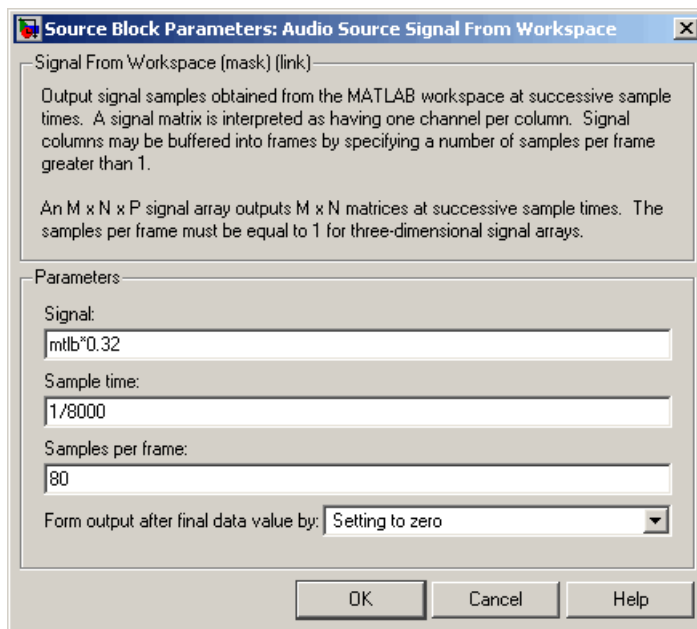 Source Block Parameters: Audio Source Signal From Workspace
Signal From Workspace (mask) (link)
Output signal samples obtained from the MATLAB workspace at successive sample
times.  A signal matrix is interpreted as having one channel per column.  Signal
columns may be buffered into frames by specifying a number of samples per frame
greater than 1.
An M x N x P signal array outputs M x N matrices at successive sample times.  The
samples per frame must be equal to 1 for three-dimensional signal arrays.
Parameters
Signal:
mtlb*0.32
Sample time:
1/8000
Samples per frame:
80
Form output after final data value by: Setting to zero
OK Cancel Help